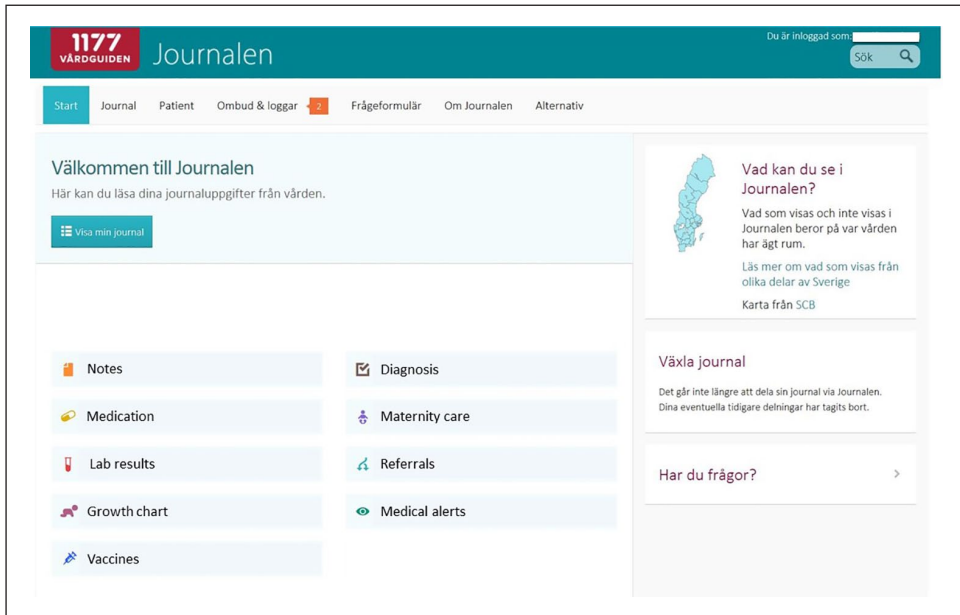 1177
VÅRDGUIDEN
Journalen
Du är inloggad som:
Sök
Start
Journal
Patient
Ombud & loggar
2
Frågeformulär
Om Journalen
Alternativ
Välkommen till Journalen
Här kan du läsa dina journaluppgifter från vården.
Visa min journal
Notes
Diagnosis
Medication
Maternity care
Lab results
Referrals
Growth chart
Medical alerts
Vaccines
Vad kan du se i
Journalen?
Vad som visas och inte visas i
Journalen beror på var vården
har ägt rum.
Läs mer om vad som visas från
olika delar av Sverige
Karta från SCB
Växla journal
Det går inte längre att dela sin journal via Journalen.
Dina eventuella tidigare delningar har tagits bort.
Har du frågor?